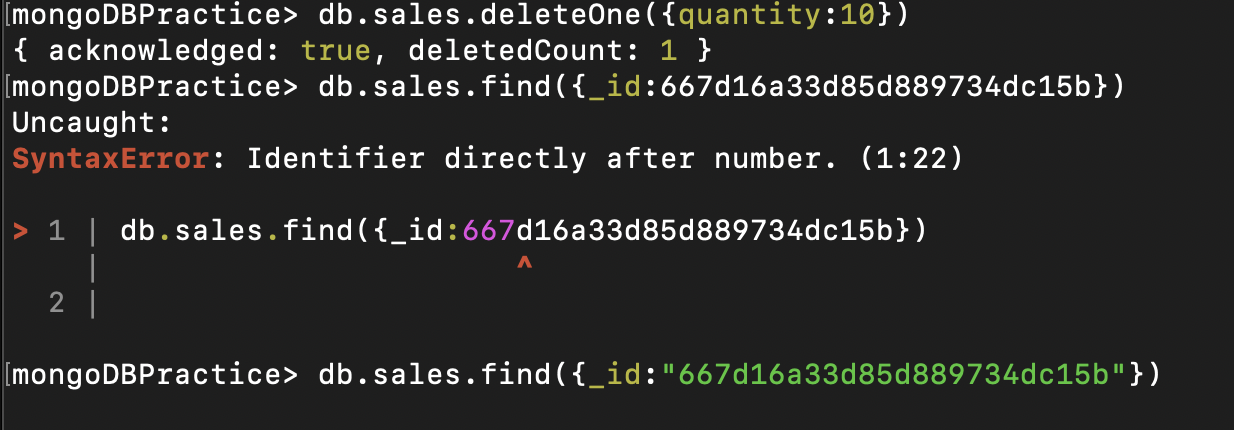 [mongoDBPractice> db.sales.deleteOne({quantity:10})
{ acknowledged: true, deletedCount: 1 }
[mongoDBPractice> db.sales.find({_id:667d16a33d85d889734dc15b})
Uncaught:
SyntaxError: Identifier directly after number. (1:22)
> 1 | db.sales.find({_id:667d16a33d85d889734dc15b})
|                       ^
2 |
[mongoDBPractice> db.sales.find({_id:"667d16a33d85d889734dc15b"})